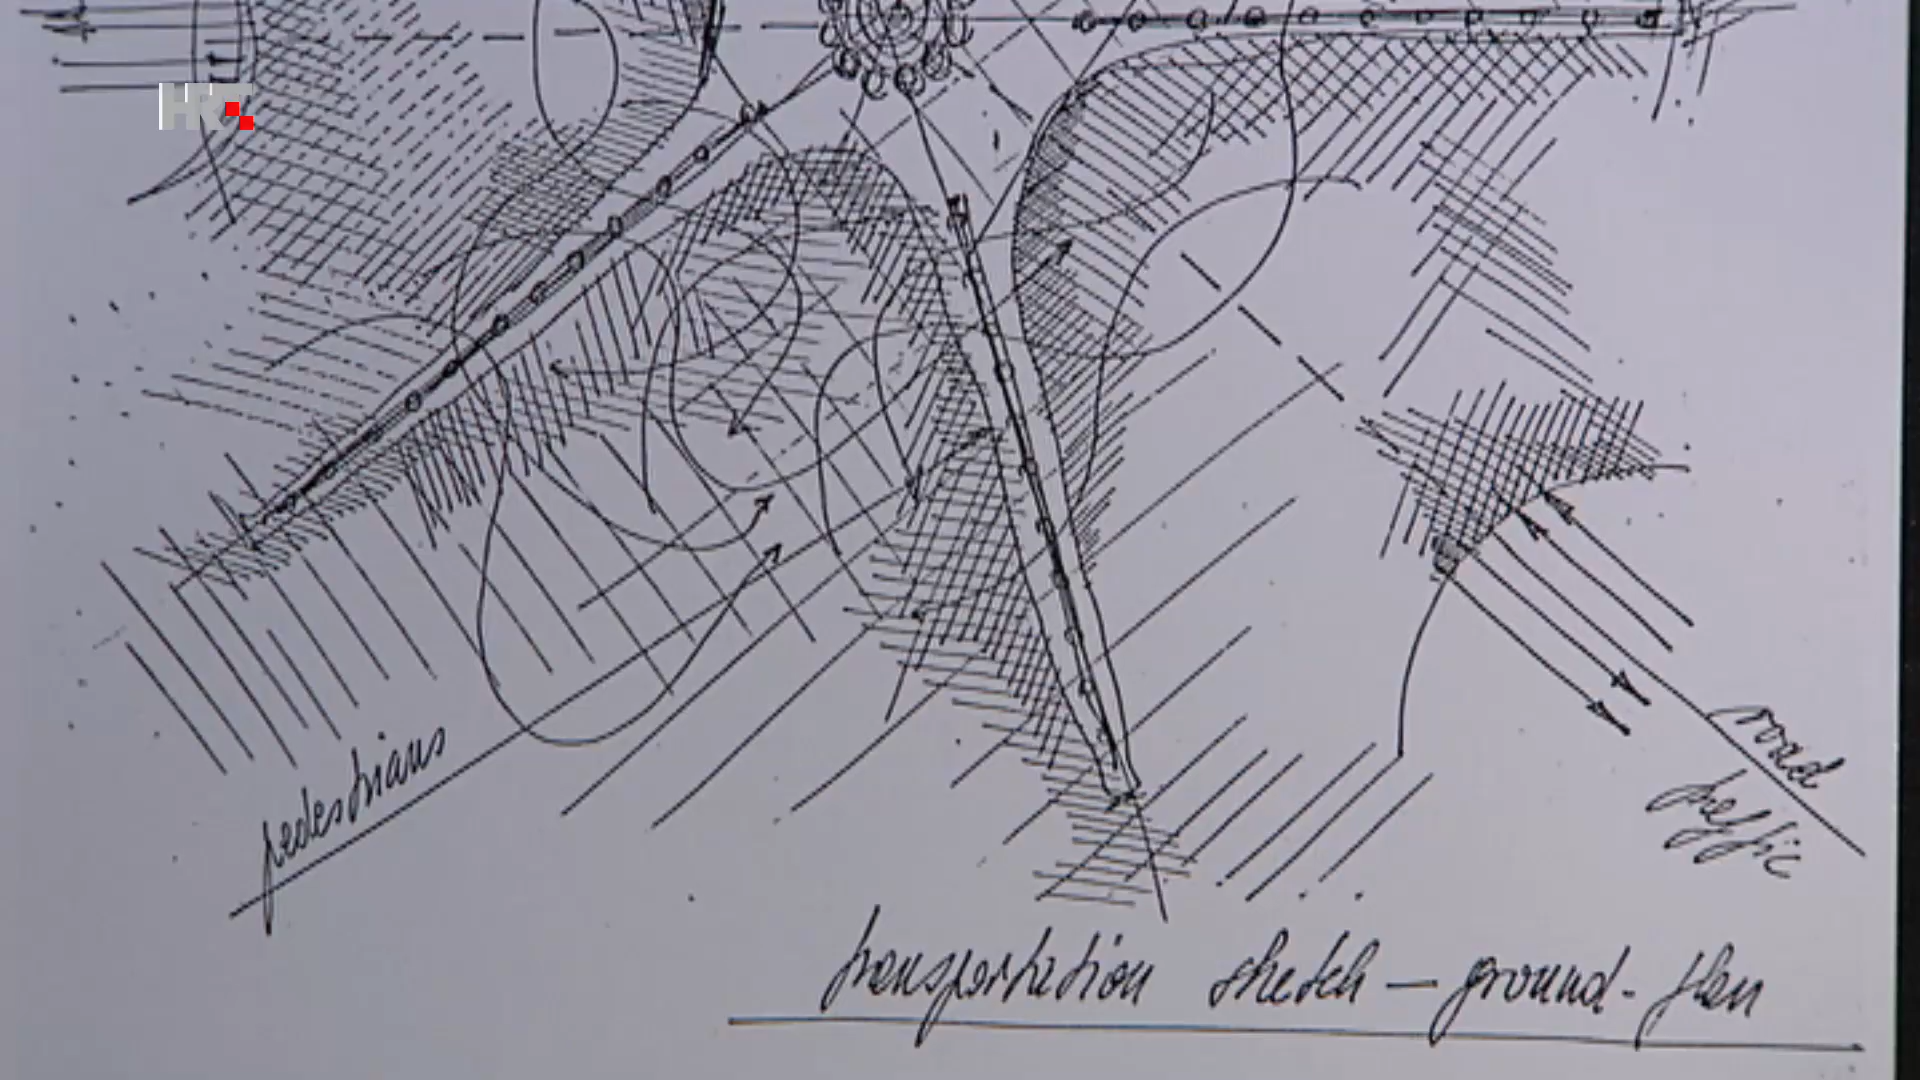 HRT
pedestrians
road
traffic
transportation sketch – ground-plan